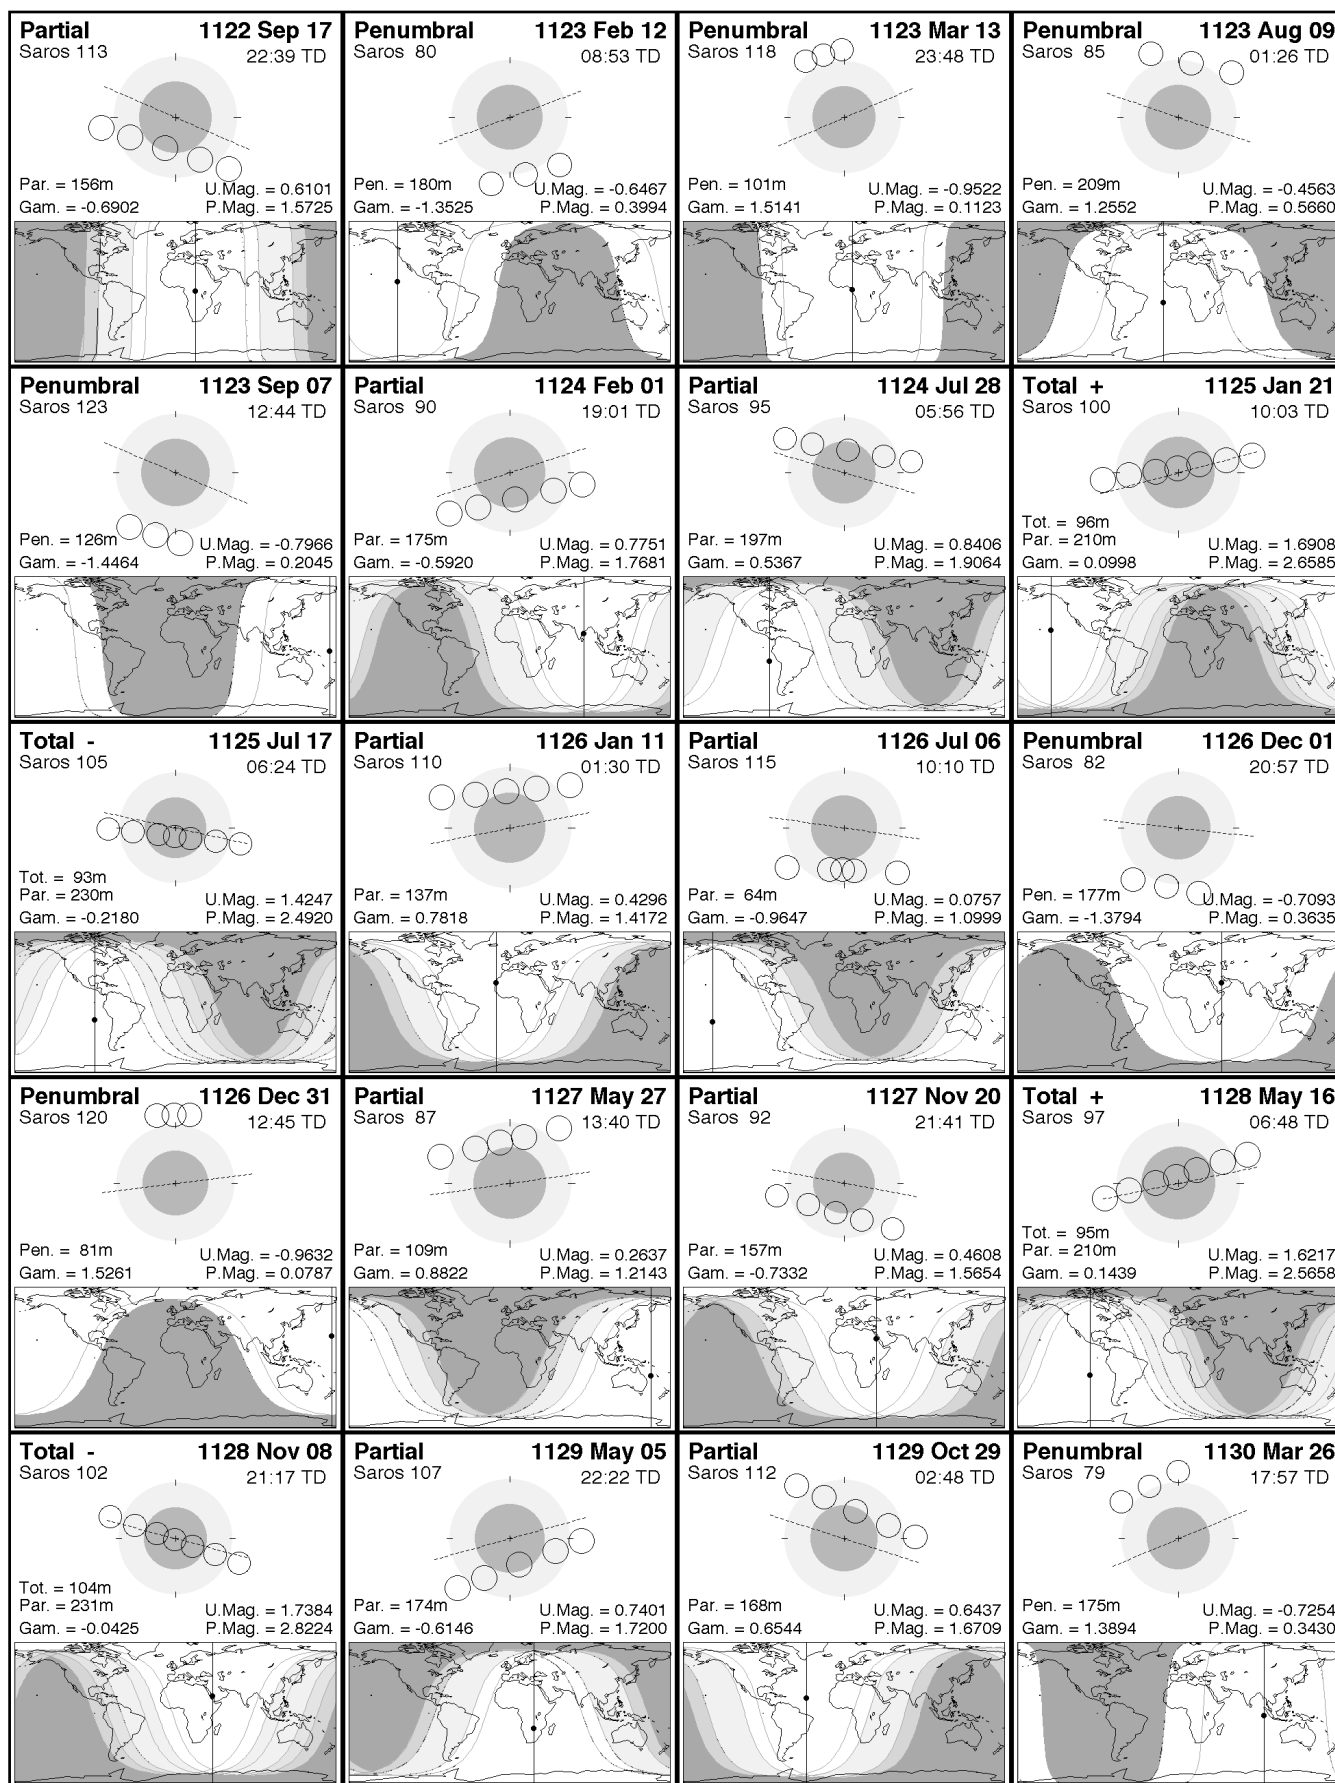 Partial 1122 Sep 17
Saros 113 22:39 TD
Par. = 156m U.Mag. = 0.6101
Gam. = -0.6902 P.Mag. = 1.5725
Penumbral 1123 Feb 12
Saros 80 08:53 TD
Pen. = 180m U.Mag. = -0.6467
Gam. = -1.3525 P.Mag. = 0.3994
Penumbral 1123 Mar 13
Saros 118 23:48 TD
Pen. = 101m U.Mag. = -0.9522
Gam. = 1.5141 P.Mag. = 0.1123
Penumbral 1123 Aug 09
Saros 85 01:26 TD
Pen. = 209m U.Mag. = -0.4563
Gam. = 1.2552 P.Mag. = 0.5660
Penumbral 1123 Sep 07
Saros 123 12:44 TD
Pen. = 126m U.Mag. = -0.7966
Gam. = -1.4464 P.Mag. = 0.2045
Partial 1124 Feb 01
Saros 90 19:01 TD
Par. = 175m U.Mag. = 0.7751
Gam. = -0.5920 P.Mag. = 1.7681
Partial 1124 Jul 28
Saros 95 05:56 TD
Par. = 197m U.Mag. = 0.8406
Gam. = 0.5367 P.Mag. = 1.9064
Total + 1125 Jan 21
Saros 100 10:03 TD
Tot. = 96m
Par. = 210m U.Mag. = 1.6908
Gam. = 0.0998 P.Mag. = 2.6585
Total - 1125 Jul 17
Saros 105 06:24 TD
Tot. = 93m
Par. = 230m U.Mag. = 1.4247
Gam. = -0.2180 P.Mag. = 2.4920
Partial 1126 Jan 11
Saros 110 01:30 TD
Par. = 137m U.Mag. = 0.4296
Gam. = 0.7818 P.Mag. = 1.4172
Partial 1126 Jul 06
Saros 115 10:10 TD
Par. = 64m U.Mag. = 0.0757
Gam. = -0.9647 P.Mag. = 1.0999
Penumbral 1126 Dec 01
Saros 82 20:57 TD
Pen. = 177m U.Mag. = -0.7093
Gam. = -1.3794 P.Mag. = 0.3635
Penumbral 1126 Dec 31
Saros 120 12:45 TD
Pen. = 81m U.Mag. = -0.9632
Gam. = 1.5261 P.Mag. = 0.0787
Partial 1127 May 27
Saros 87 13:40 TD
Par. = 109m U.Mag. = 0.2637
Gam. = 0.8822 P.Mag. = 1.2143
Partial 1127 Nov 20
Saros 92 21:41 TD
Par. = 157m U.Mag. = 0.4608
Gam. = -0.7332 P.Mag. = 1.5654
Total + 1128 May 16
Saros 97 06:48 TD
Tot. = 95m
Par. = 210m U.Mag. = 1.6217
Gam. = 0.1439 P.Mag. = 2.5658
Total - 1128 Nov 08
Saros 102 21:17 TD
Tot. = 104m
Par. = 231m U.Mag. = 1.7384
Gam. = -0.0425 P.Mag. = 2.8224
Partial 1129 May 05
Saros 107 22:22 TD
Par. = 174m U.Mag. = 0.7401
Gam. = -0.6146 P.Mag. = 1.7200
Partial 1129 Oct 29
Saros 112 02:48 TD
Par. = 168m U.Mag. = 0.6437
Gam. = 0.6544 P.Mag. = 1.6709
Penumbral 1130 Mar 26
Saros 79 17:57 TD
Pen. = 175m U.Mag. = -0.7254
Gam. = 1.3894 P.Mag. = 0.3430